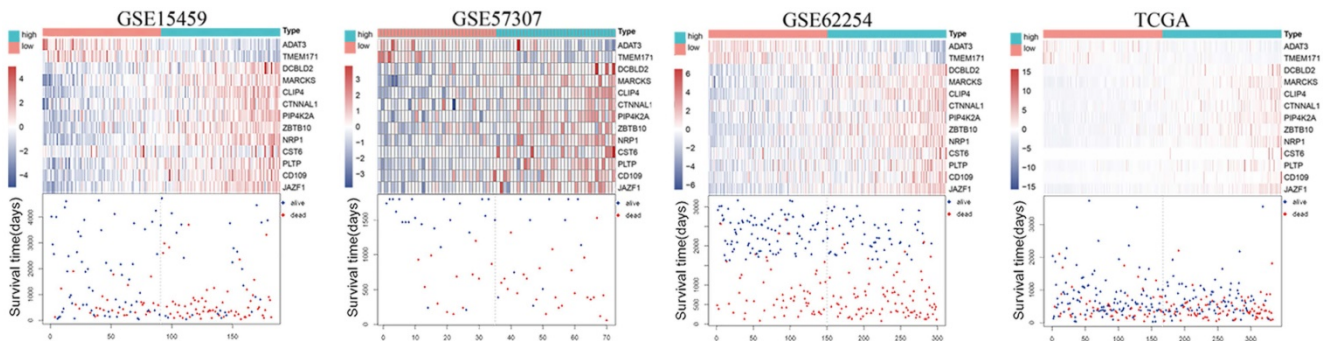 GSE15459
high
low
Type
ADAT3
TMEM171
DCBLD2
MARCKS
CLIP4
CTNNAL1
PIP4K2A
ZBTB10
NRP1
CST6
PLTP
CD109
JAZF1
4
2
0
−2
−4
alive
dead
Survival time(days)
4000
3000
2000
1000
0
0 50 100 150
GSE57307
high
low
Type
ADAT3
TMEM171
DCBLD2
MARCKS
CLIP4
CTNNAL1
PIP4K2A
ZBTB10
NRP1
CST6
PLTP
CD109
JAZF1
3
2
1
0
−1
−2
−3
alive
dead
Survival time(days)
1500
1000
500
0
0 10 20 30 40 50 60 70
GSE62254
high
low
Type
ADAT3
TMEM171
DCBLD2
MARCKS
CLIP4
CTNNAL1
PIP4K2A
ZBTB10
NRP1
CST6
PLTP
CD109
JAZF1
6
4
2
0
−2
−4
−6
alive
dead
Survival time(days)
3000
2000
1000
500
0
0 50 100 150 200 250 300
TCGA
high
low
Type
ADAT3
TMEM171
DCBLD2
MARCKS
CLIP4
CTNNAL1
PIP4K2A
ZBTB10
NRP1
CST6
PLTP
CD109
JAZF1
15
10
5
0
−5
−10
−15
alive
dead
Survival time(days)
3000
2000
1000
0
0 50 100 150 200 250 300